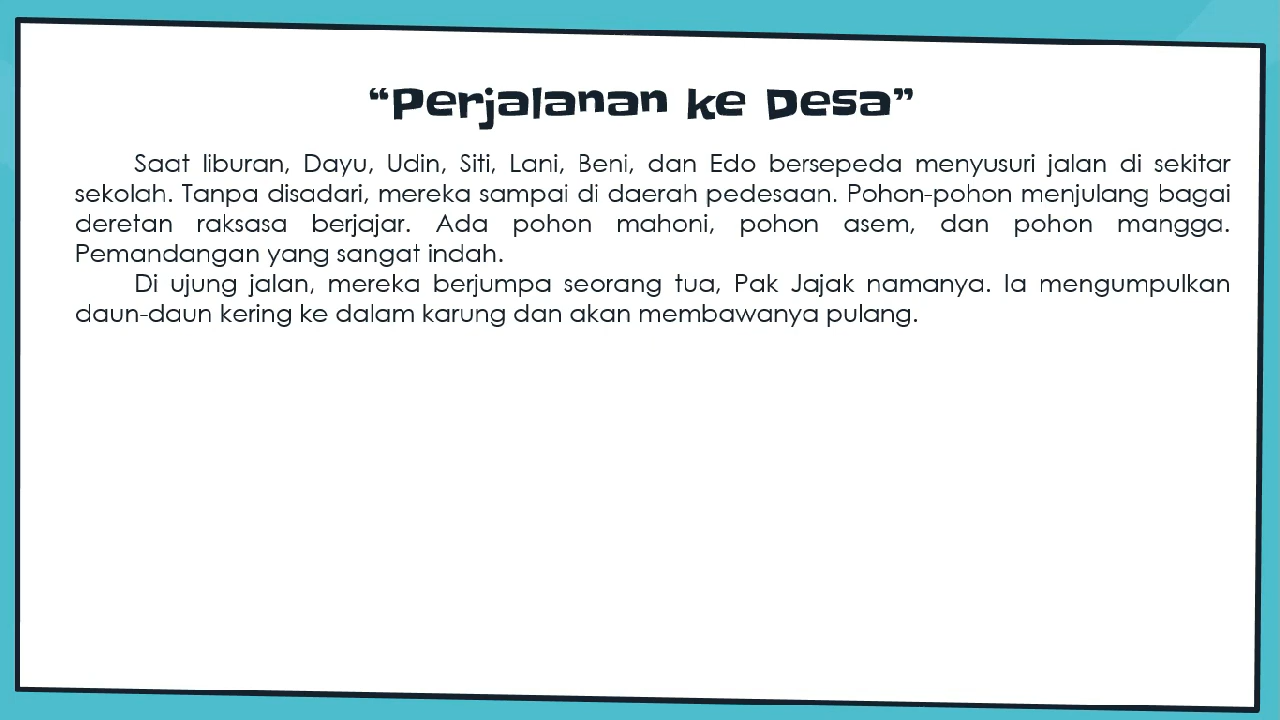 “Perjalanan ke Desa”
Saat liburan, Dayu, Udin, Siti, Lani, Beni, dan Edo bersepeda menyusuri jalan di sekitar
sekolah. Tanpa disadari, mereka sampai di daerah pedesaan. Pohon-pohon menjulang bagai
deretan raksasa berjajar. Ada pohon mahoni, pohon asem, dan pohon mangga.
Pemandangan yang sangat indah.
Di ujung jalan, mereka berjumpa seorang tua, Pak Jajak namanya. Ia mengumpulkan
daun-daun kering ke dalam karung dan akan membawanya pulang.